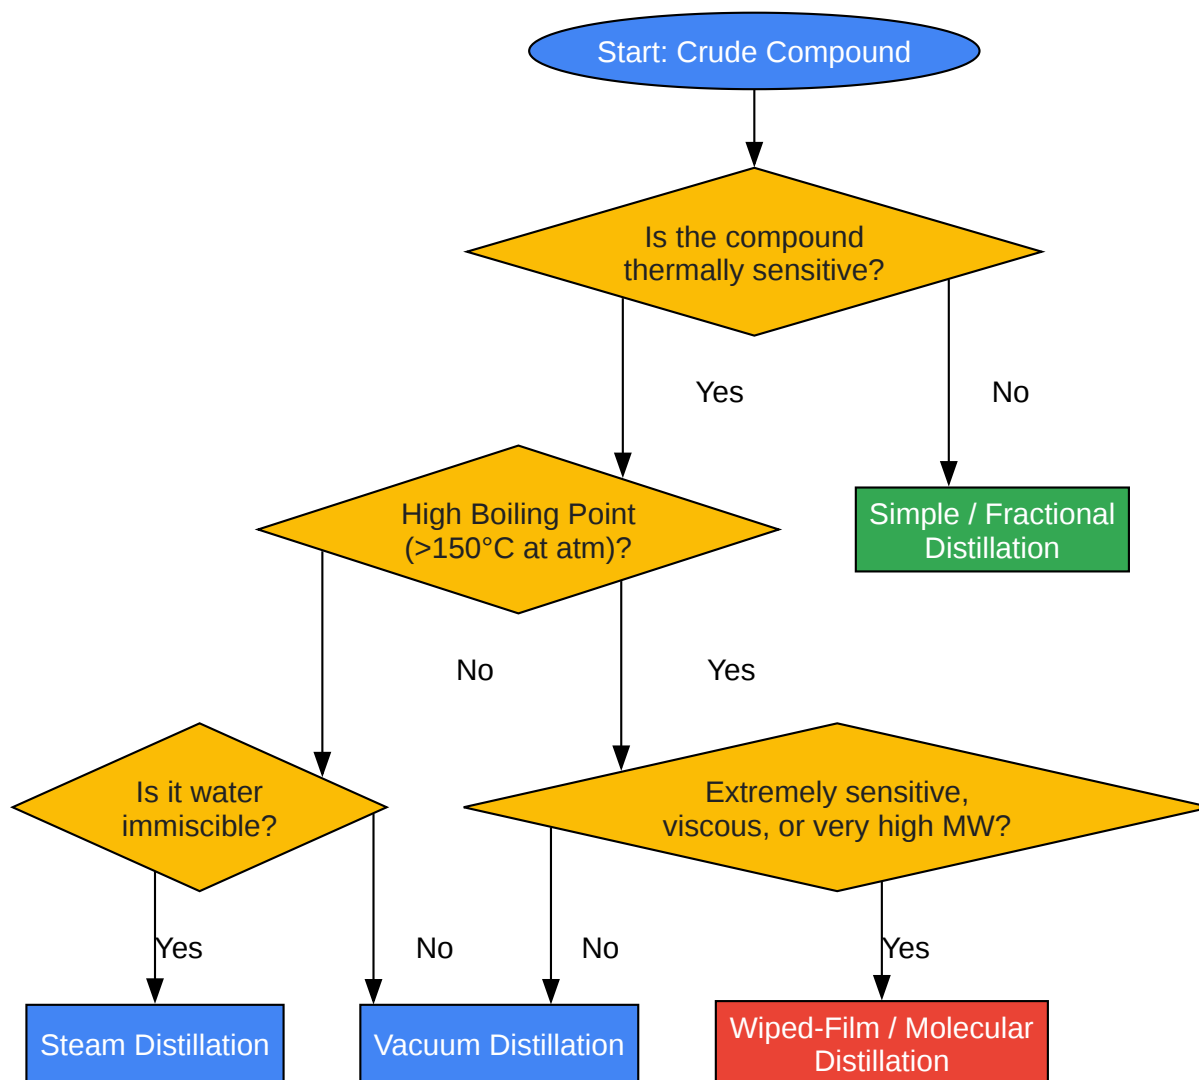 Start: Crude Compound
Is the compound
thermally sensitive?
Yes
No
High Boiling Point
(>150°C at atm)?
Simple / Fractional
Distillation
No
Yes
Is it water
immiscible?
Extremely sensitive,
viscous, or very high MW?
Yes
No
No
Yes
Steam Distillation
Vacuum Distillation
Wiped-Film / Molecular
Distillation